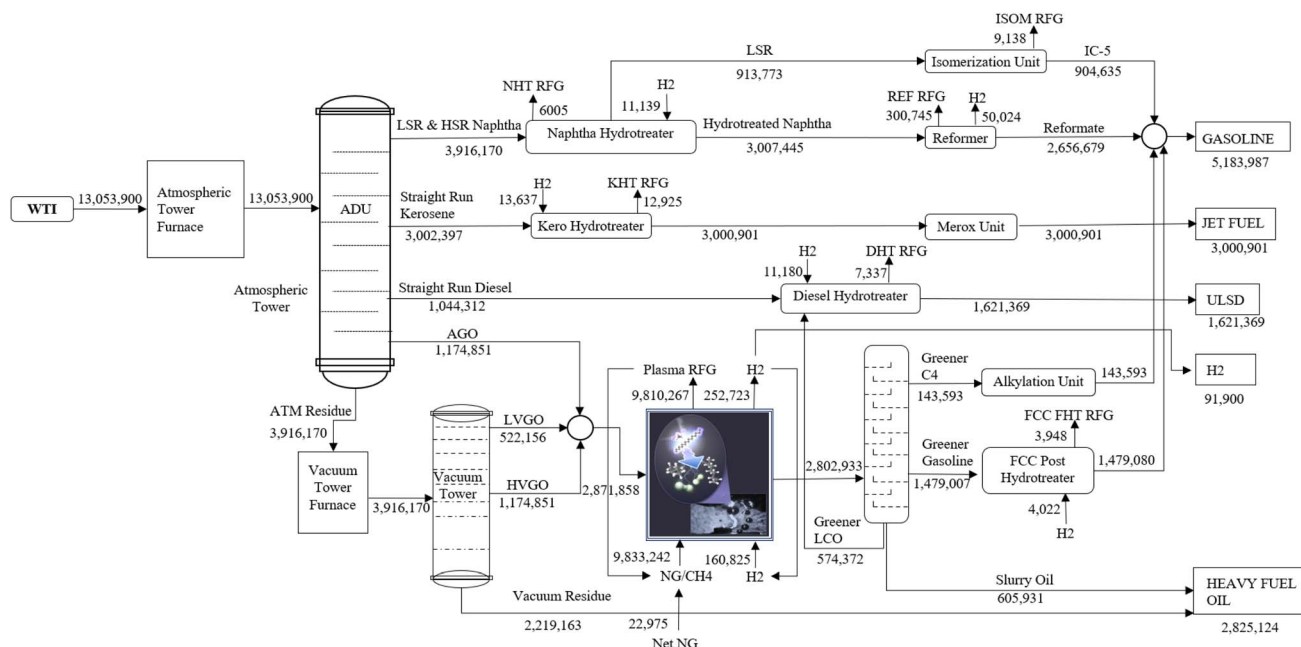 ISOM RFG
9,138
LSR
913,773
Isomerization Unit
IC-5
904,635
NHT RFG
6005
H2
11,139
LSR & HSR Naphtha
3,916,170
Naphtha Hydrotreater
Hydrotreated Naphtha
3,007,445
REF RFG
300,745
H2
50,024
Reformer
Reformate
2,656,679
GASOLINE
5,183,987
WTI
13,053,900
Atmospheric
Tower
Furnace
13,053,900
ADU
Atmospheric
Tower
Straight Run
Kerosene
3,002,397
H2
13,637
KHT RFG
12,925
Kero Hydrotreater
3,000,901
Merox Unit
3,000,901
JET FUEL
3,000,901
Straight Run Diesel
1,044,312
H2
11,180
DHT RFG
7,337
Diesel Hydrotreater
1,621,369
ULSD
1,621,369
AGO
1,174,851
Plasma RFG
9,810,267
H2
252,723
H2
91,900
ATM Residue
3,916,170
Vacuum
Tower
Furnace
3,916,170
Vacuum
Tower
LVGO
522,156
HVGO
1,174,851
2,871,858
2,802,933
Greener
C4
143,593
Alkylation Unit
143,593
FCC FHT RFG
3,948
Greener
Gasoline
1,479,007
FCC Post
Hydrotreater
1,479,080
4,022
H2
Greener
LCO
574,372
9,833,242
NG/CH4
160,825
H2
22,975
Net NG
Vacuum Residue
2,219,163
Slurry Oil
605,931
HEAVY FUEL
OIL
2,825,124